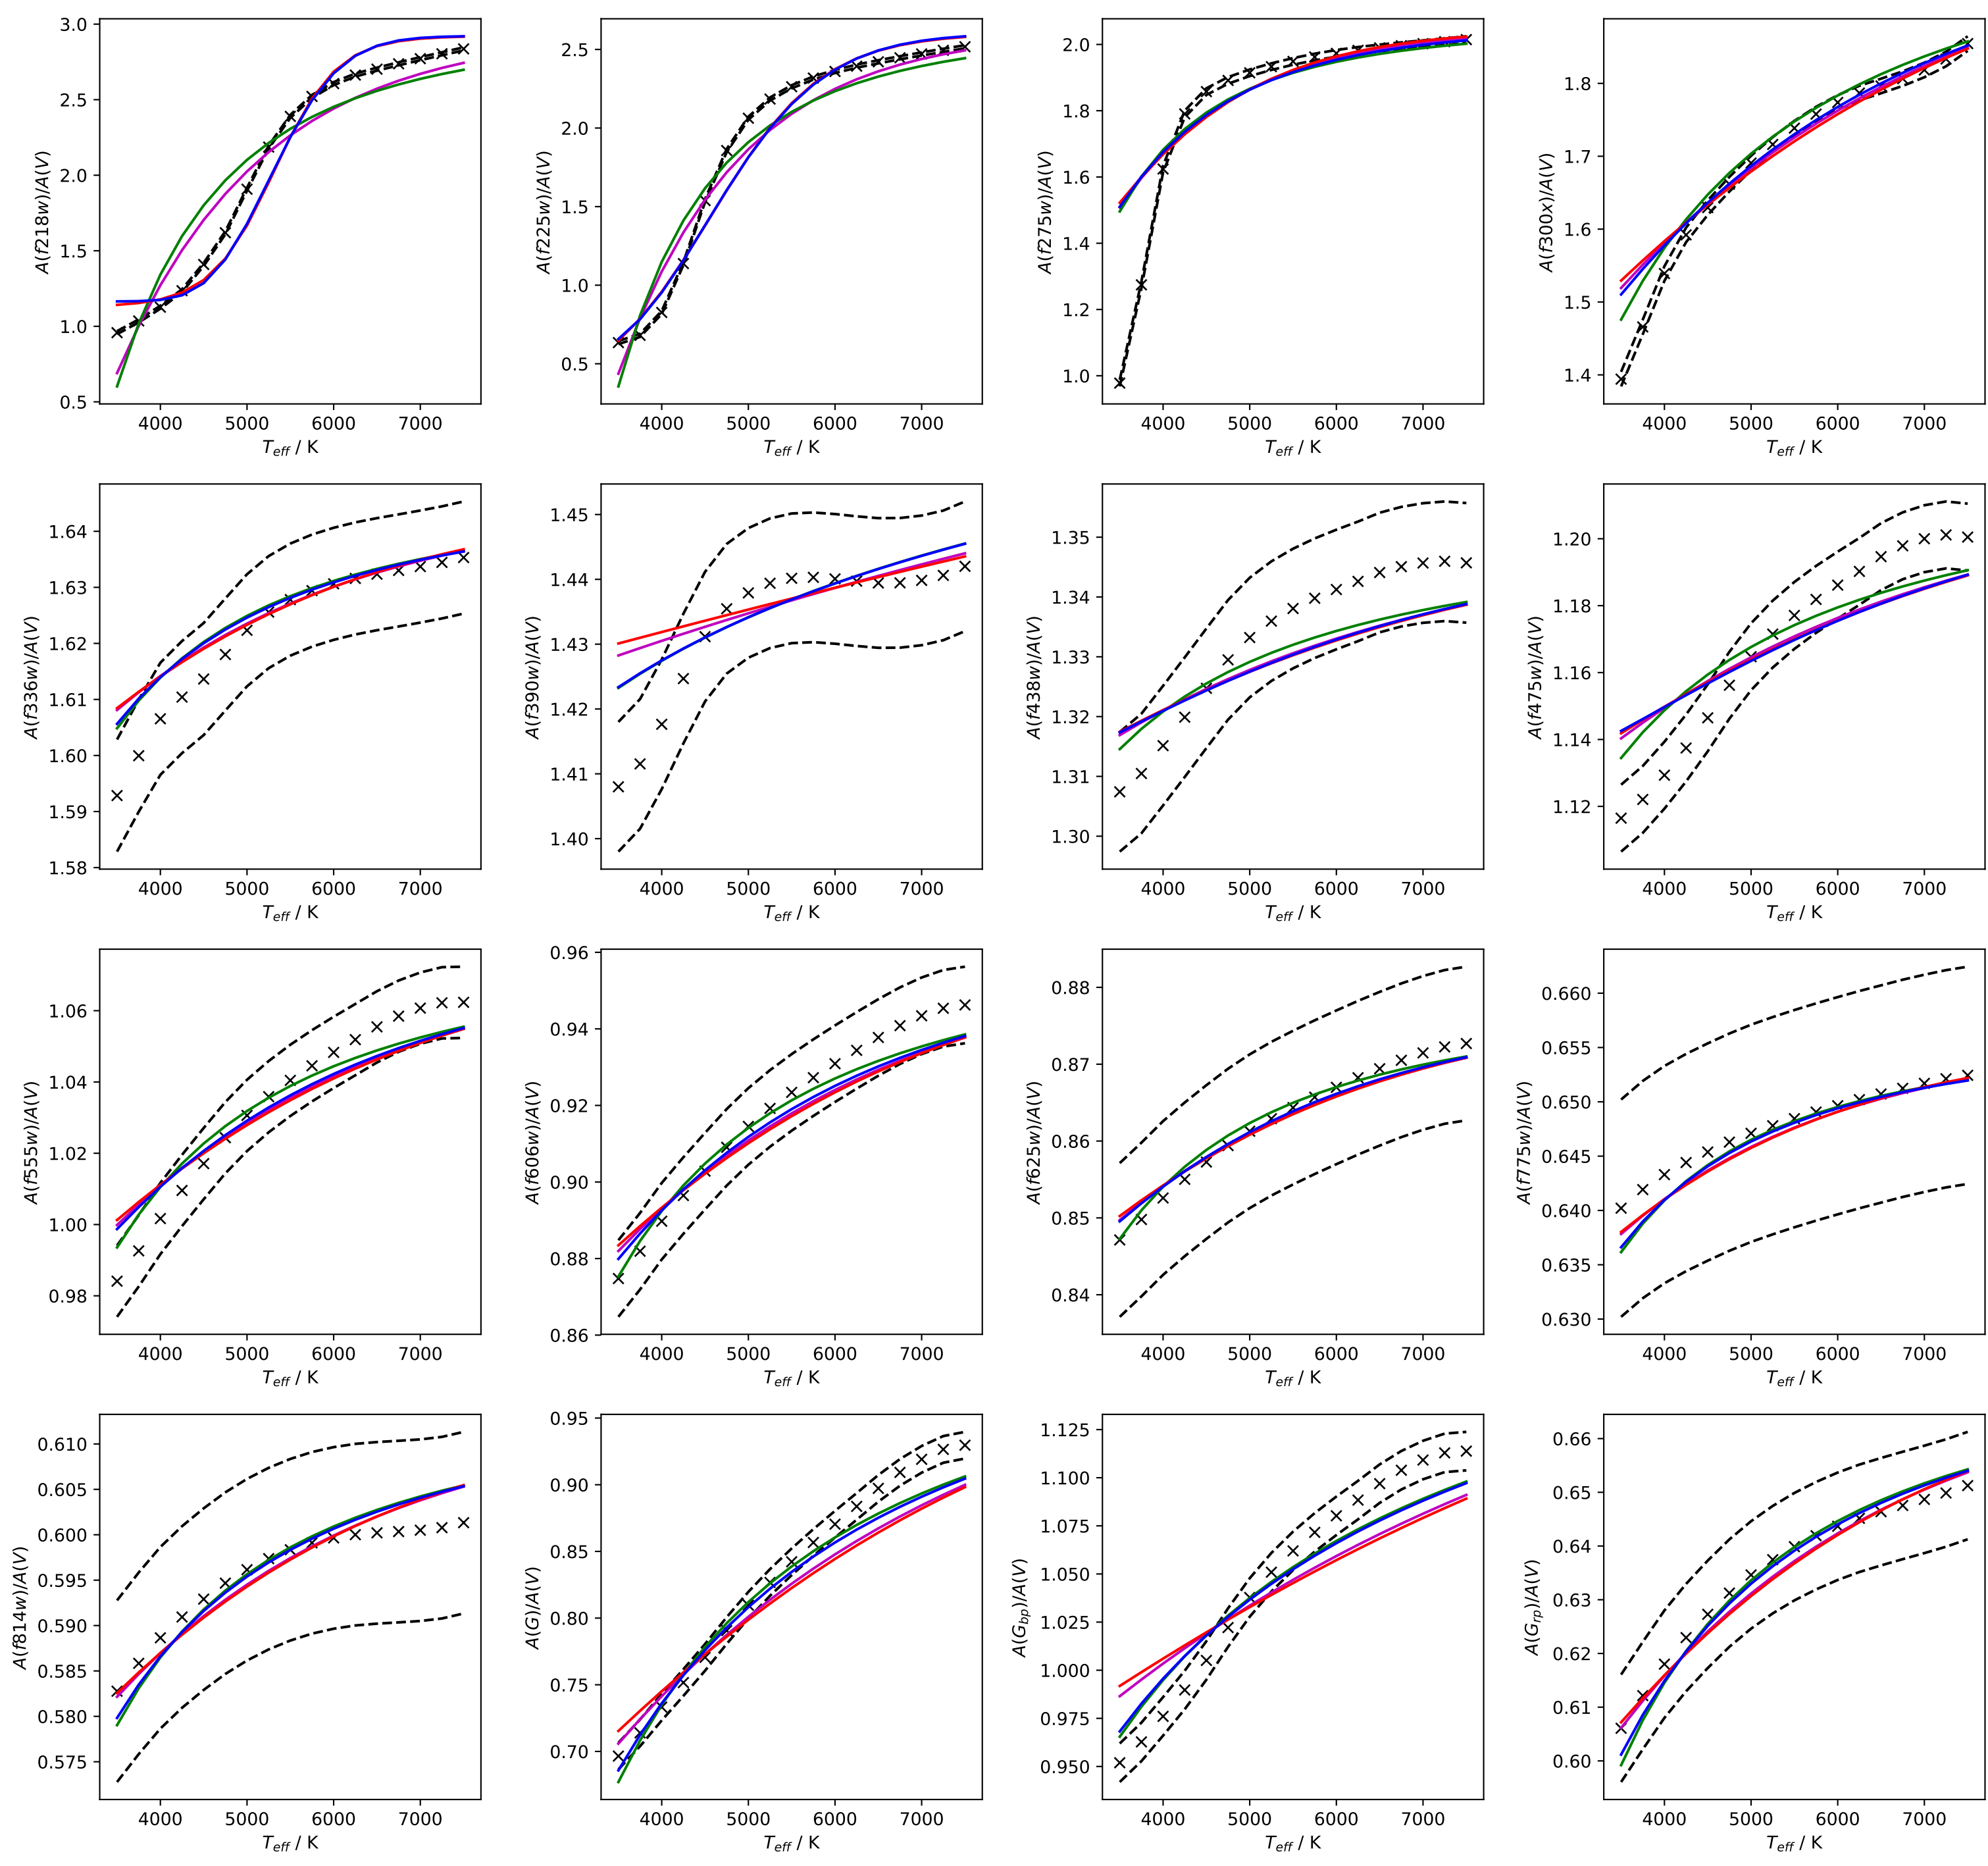 3.0
2.5
2.0
1.5
1.0
0.5
A(f218w)/A(V)
4000 5000 6000 7000
T_eff / K
2.5
2.0
1.5
1.0
0.5
A(f225w)/A(V)
4000 5000 6000 7000
T_eff / K
2.0
1.8
1.6
1.4
1.2
1.0
A(f275w)/A(V)
4000 5000 6000 7000
T_eff / K
1.8
1.7
1.6
1.5
1.4
A(f300x)/A(V)
4000 5000 6000 7000
T_eff / K
1.64
1.63
1.62
1.61
1.60
1.59
1.58
A(f336w)/A(V)
4000 5000 6000 7000
T_eff / K
1.45
1.44
1.43
1.42
1.41
1.40
A(f390w)/A(V)
4000 5000 6000 7000
T_eff / K
1.35
1.34
1.33
1.32
1.31
1.30
A(f438w)/A(V)
4000 5000 6000 7000
T_eff / K
1.20
1.18
1.16
1.14
1.12
A(f475w)/A(V)
4000 5000 6000 7000
T_eff / K
1.06
1.04
1.02
1.00
0.98
A(f555w)/A(V)
4000 5000 6000 7000
T_eff / K
0.96
0.94
0.92
0.90
0.88
0.86
A(f606w)/A(V)
4000 5000 6000 7000
T_eff / K
0.88
0.87
0.86
0.85
0.84
A(f625w)/A(V)
4000 5000 6000 7000
T_eff / K
0.660
0.655
0.650
0.645
0.640
0.635
0.630
A(f775w)/A(V)
4000 5000 6000 7000
T_eff / K
0.610
0.605
0.600
0.595
0.590
0.585
0.580
0.575
A(f814w)/A(V)
4000 5000 6000 7000
T_eff / K
0.95
0.90
0.85
0.80
0.75
0.70
A(G)/A(V)
4000 5000 6000 7000
T_eff / K
1.125
1.100
1.075
1.050
1.025
1.000
0.975
0.950
A(G_bp)/A(V)
4000 5000 6000 7000
T_eff / K
0.66
0.65
0.64
0.63
0.62
0.61
0.60
A(G_rp)/A(V)
4000 5000 6000 7000
T_eff / K